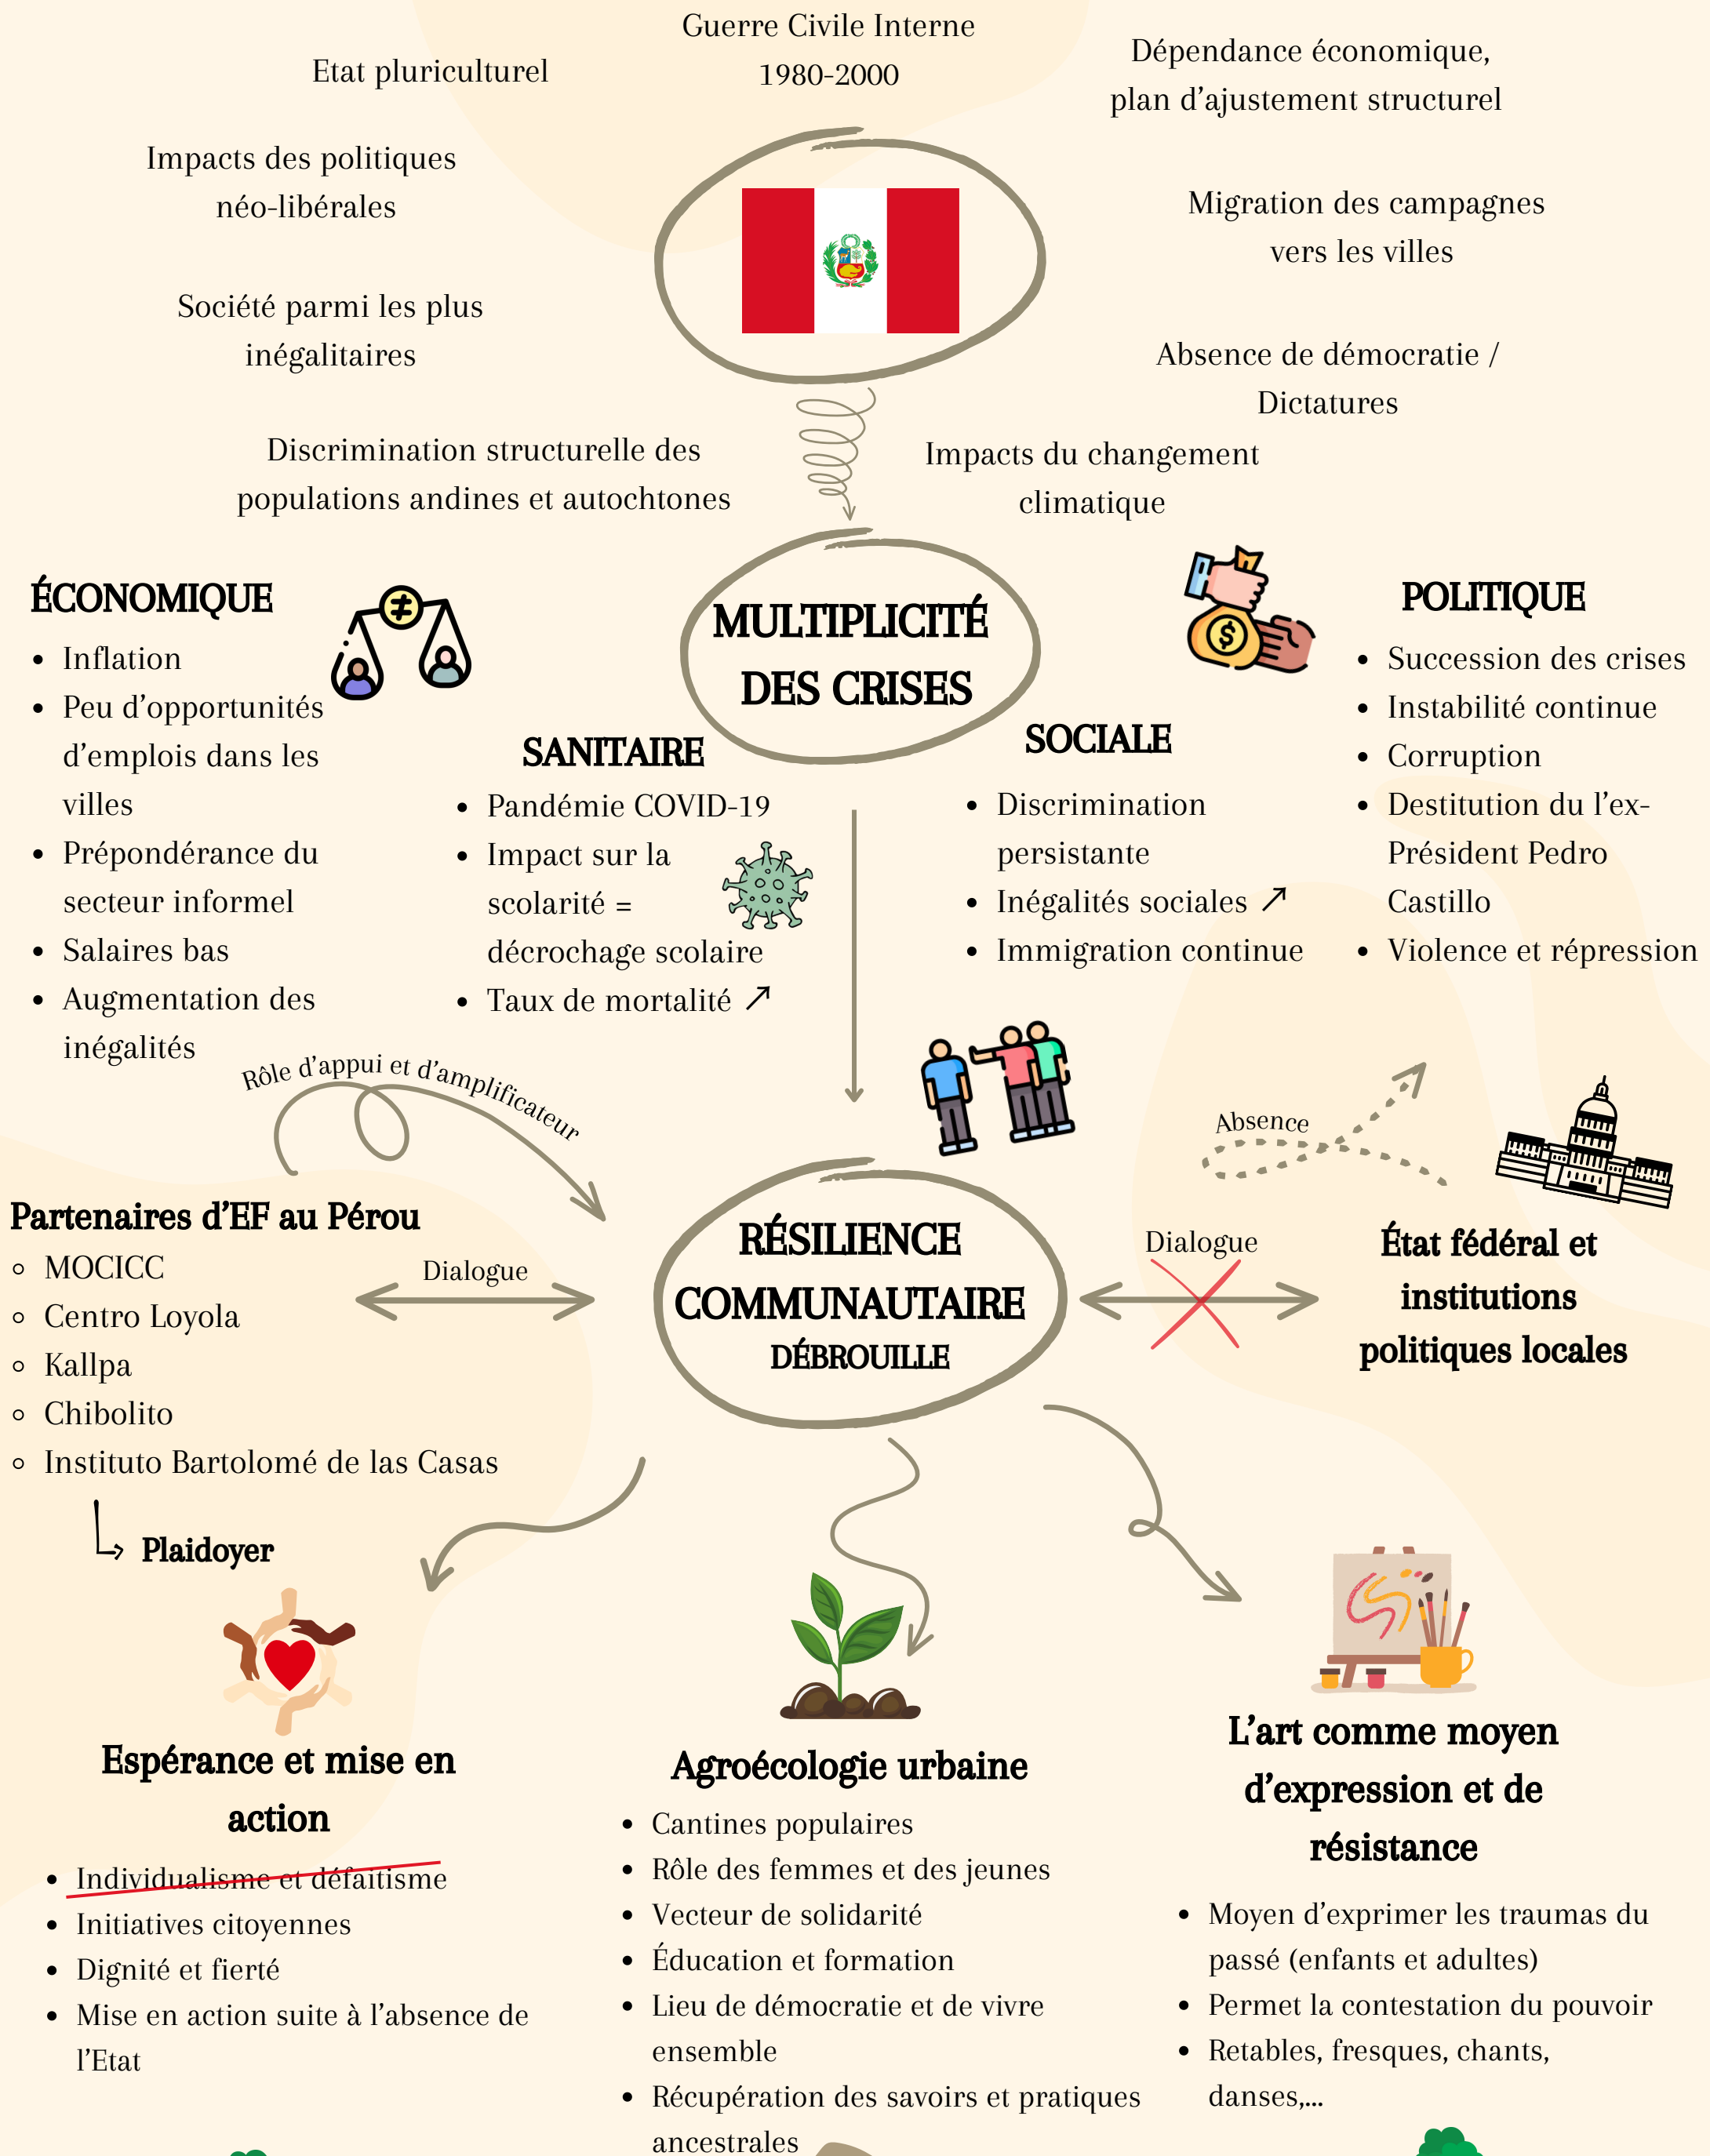 Guerre Civile Interne
1980-2000
Etat pluriculturel
Dépendance économique,
plan d'ajustement structurel
Impacts des politiques
néo-libérales
Migration des campagnes
vers les villes
Société parmi les plus
inégalitaires
Absence de démocratie /
Dictatures
Discrimination structurelle des
populations andines et autochtones
Impacts du changement
climatique
MULTIPLICITÉ
DES CRISES
ÉCONOMIQUE
• Inflation
• Peu d'opportunités
d'emplois dans les
villes
• Prépondérance du
secteur informel
• Salaires bas
• Augmentation des
inégalités
SANITAIRE
• Pandémie COVID-19
• Impact sur la
scolarité =
décrochage scolaire
• Taux de mortalité ↗
SOCIALE
• Discrimination
persistante
• Inégalités sociales ↗
• Immigration continue
POLITIQUE
• Succession des crises
• Instabilité continue
• Corruption
• Destitution du l'ex-
Président Pedro
Castillo
• Violence et répression
Rôle d'appui et d'amplificateur
Absence
Partenaires d'EF au Pérou
◦ MOCICC
◦ Centro Loyola
◦ Kallpa
◦ Chibolito
◦ Instituto Bartolomé de las Casas
Plaidoyer
Dialogue
RÉSILIENCE
COMMUNAUTAIRE
DÉBROUILLE
Dialogue
État fédéral et
institutions
politiques locales
Espérance et mise en
action
• Individualisme et défaitisme
• Initiatives citoyennes
• Dignité et fierté
• Mise en action suite à l'absence de
l'Etat
Agroécologie urbaine
• Cantines populaires
• Rôle des femmes et des jeunes
• Vecteur de solidarité
• Éducation et formation
• Lieu de démocratie et de vivre
ensemble
• Récupération des savoirs et pratiques
ancestrales
L'art comme moyen
d'expression et de
résistance
• Moyen d'exprimer les traumas du
passé (enfants et adultes)
• Permet la contestation du pouvoir
• Retables, fresques, chants,
danses,...
$